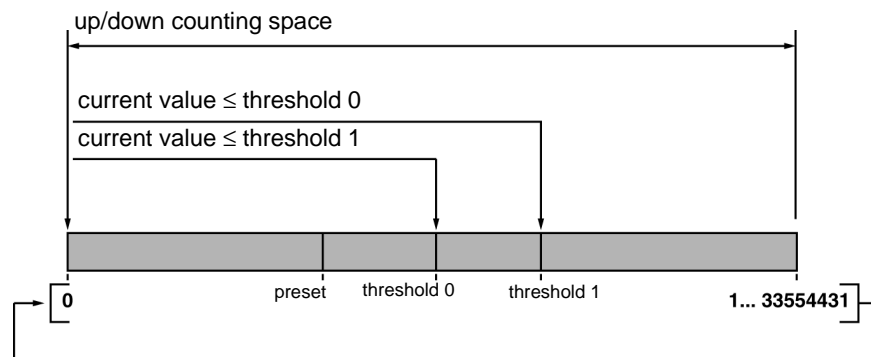 up/down counting space
current value ≤ threshold 0
current value ≤ threshold 1
preset threshold 0 threshold 1
0 1... 33554431